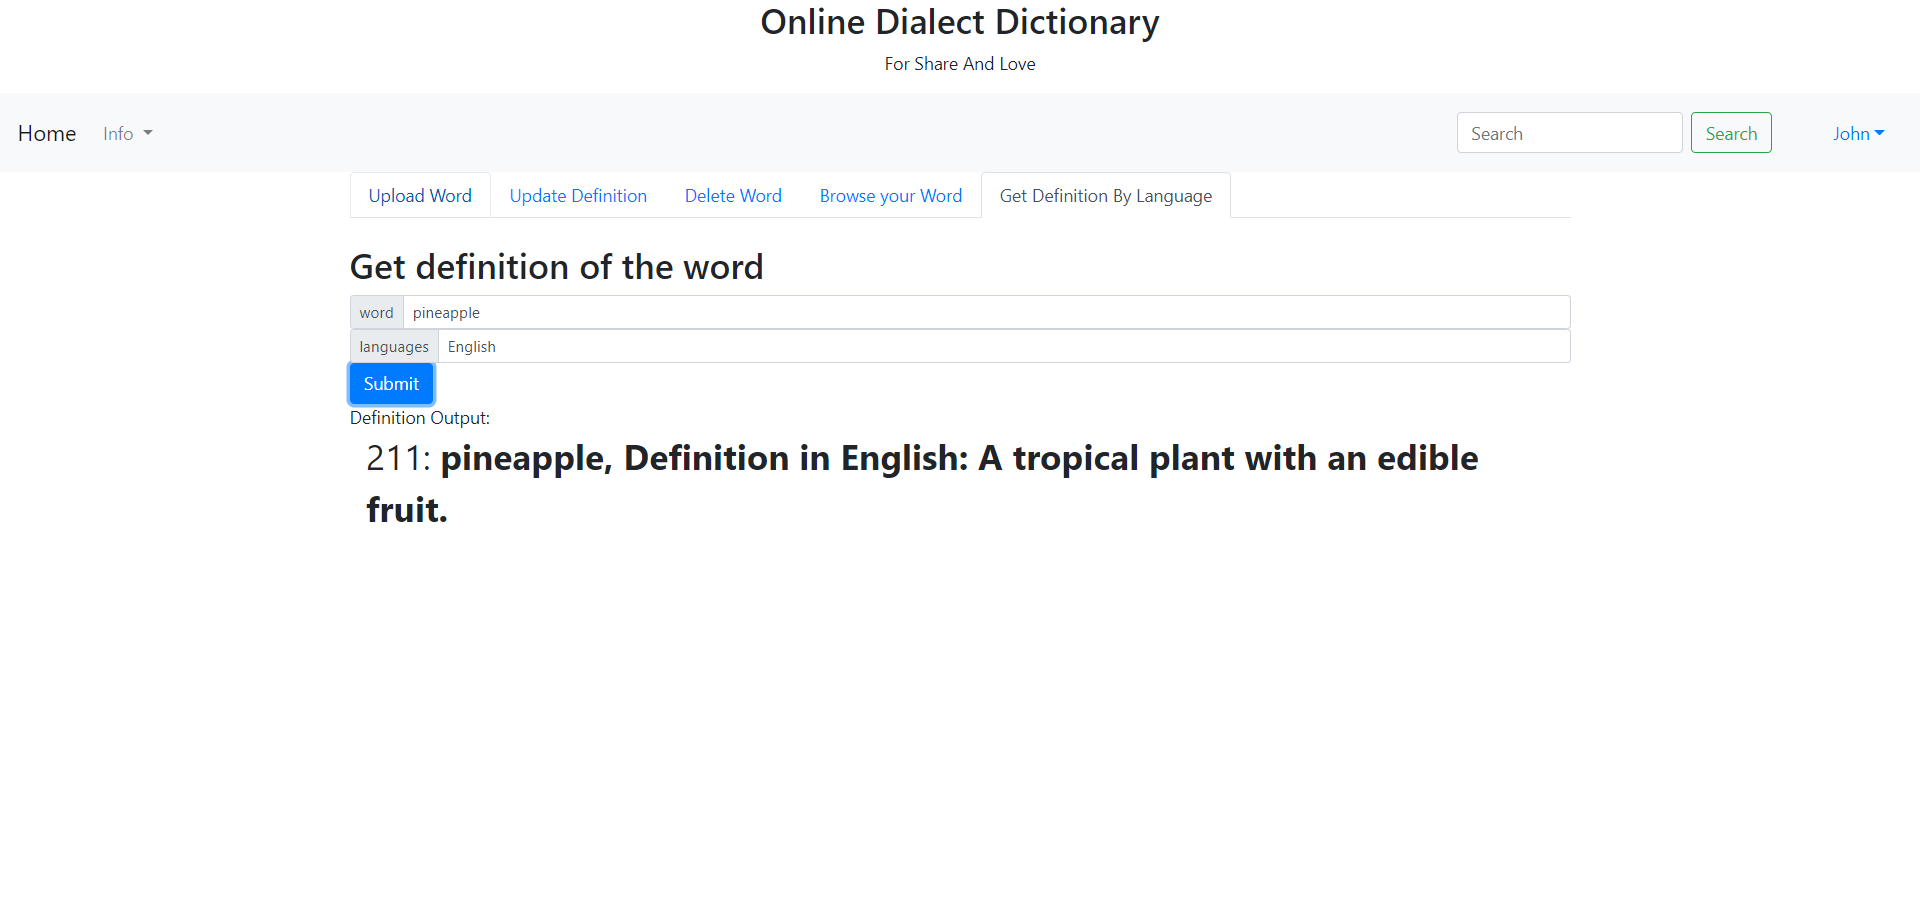 Online Dialect Dictionary
For Share And Love
Home Info Search Search John
Upload Word Update Definition Delete Word Browse your Word Get Definition By Language
Get definition of the word
word pineapple
languages English
Submit
Definition Output:
211: pineapple, Definition in English: A tropical plant with an edible
fruit.